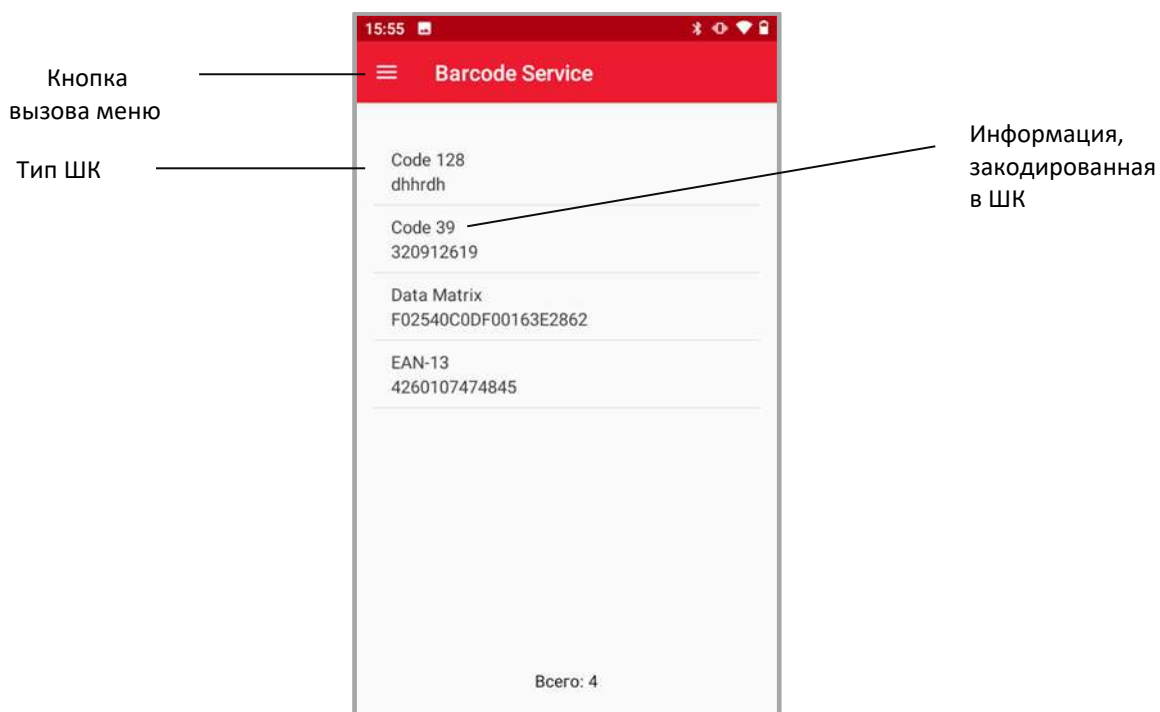 15:55
Barcode Service
Кнопка
вызова меню
Тип ШК
Code 128
dhhrdh
Code 39
320912619
Data Matrix
F02540C0DF00163E2862
EAN-13
4260107474845
Информация,
закодированная
в ШК
Всего: 4